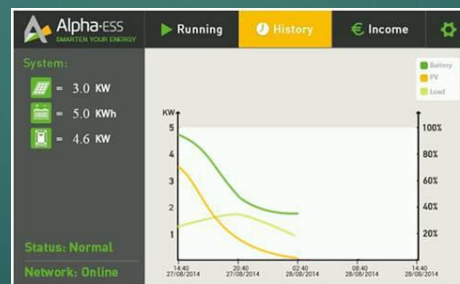 Alpha-ESS
SMARTEN YOUR ENERGY
Running
History
€ Income
System:
= 3.0 KW
= 5.0 KWh
= 4.6 KW
Status: Normal
Network: Online
Battery
PV
Load
KW
5
4
3
2
1
100%
80%
60%
40%
20%
14:40
27/08/2014
20:40
27/08/2014
02:40
28/08/2014
08:40
28/08/2014
14:40
28/08/2014